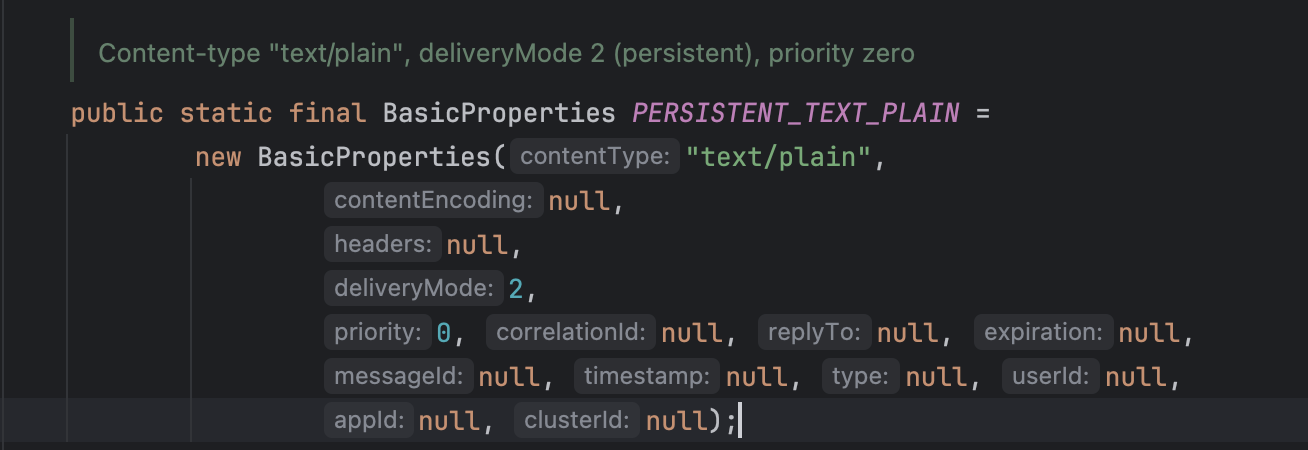 Content-type "text/plain", deliveryMode 2 (persistent), priority zero
public static final BasicProperties PERSISTENT_TEXT_PLAIN =
new BasicProperties( contentType: "text/plain",
contentEncoding: null,
headers: null,
deliveryMode: 2,
priority: 0, correlationId: null, replyTo: null, expiration: null,
messageId: null, timestamp: null, type: null, userId: null,
appId: null, clusterId: null);